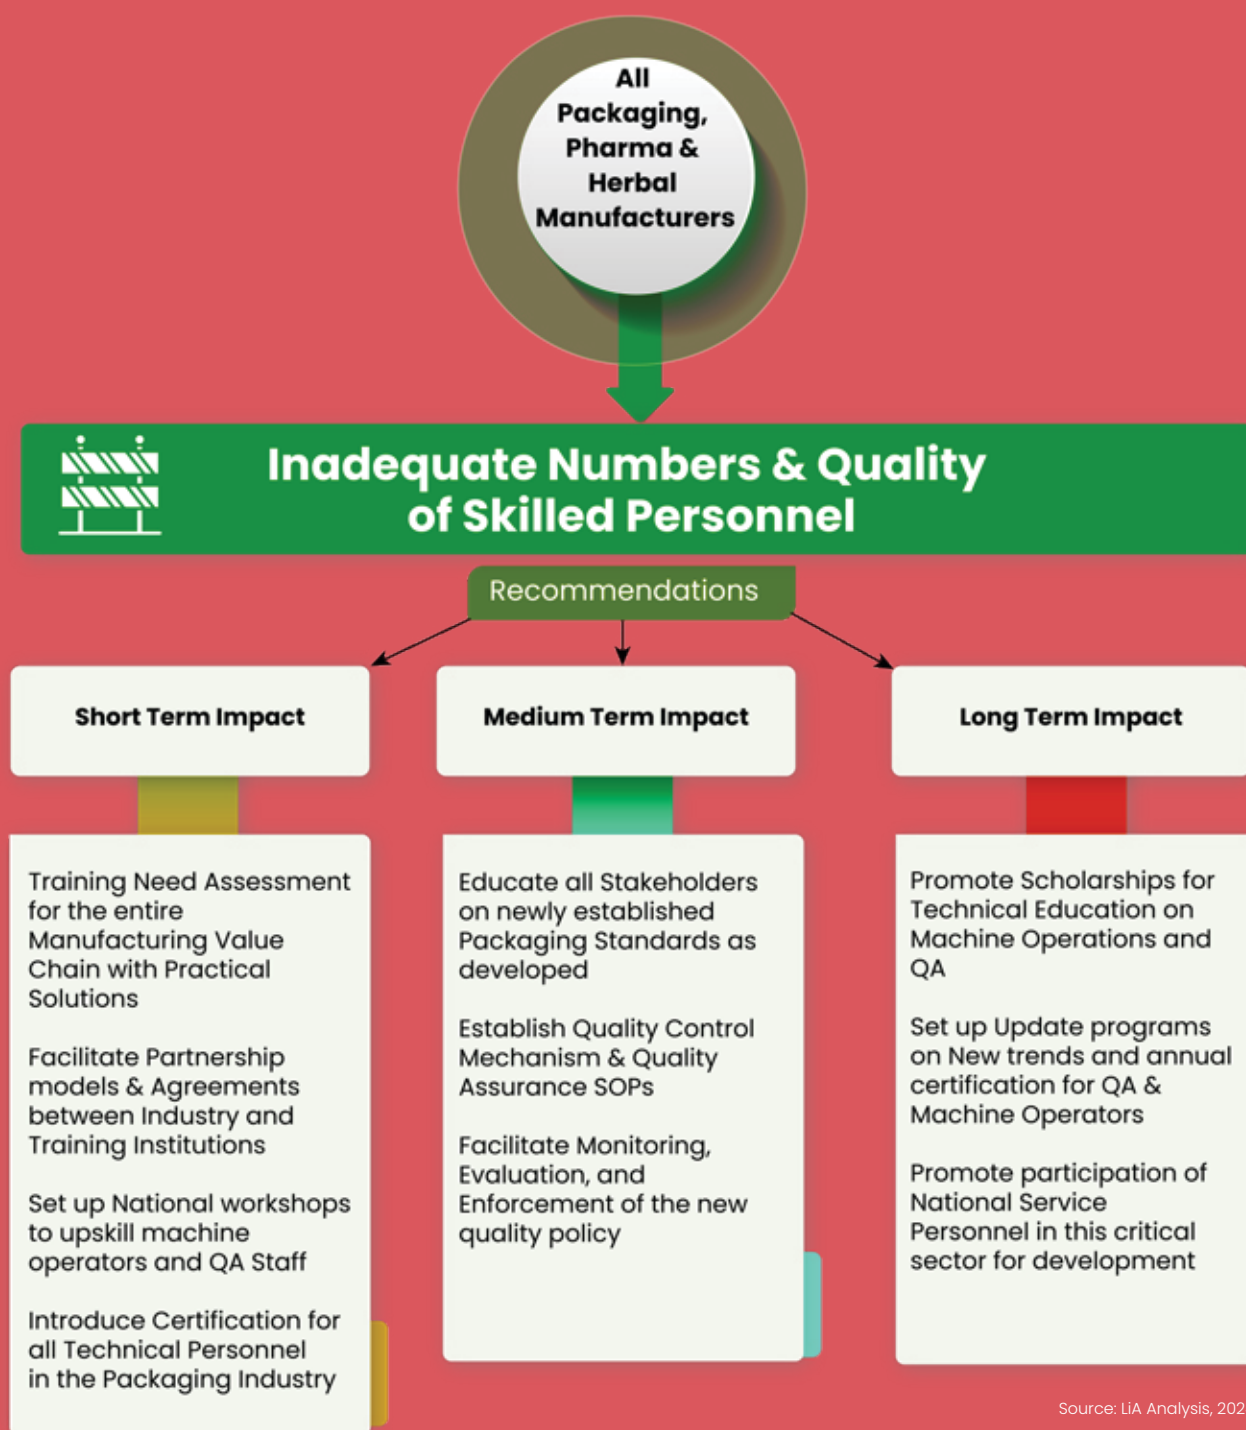 All
Packaging,
Pharma &
Herbal
Manufacturers
Inadequate Numbers & Quality
of Skilled Personnel
Recommendations
Short Term Impact
Medium Term Impact
Long Term Impact
Training Need Assessment
for the entire
Manufacturing Value
Chain with Practical
Solutions
Facilitate Partnership
models & Agreements
between Industry and
Training Institutions
Set up National workshops
to upskill machine
operators and QA Staff
Introduce Certification for
all Technical Personnel
in the Packaging Industry
Educate all Stakeholders
on newly established
Packaging Standards as
developed
Establish Quality Control
Mechanism & Quality
Assurance SOPs
Facilitate Monitoring,
Evaluation, and
Enforcement of the new
quality policy
Promote Scholarships for
Technical Education on
Machine Operations and
QA
Set up Update programs
on New trends and annual
certification for QA &
Machine Operators
Promote participation of
National Service
Personnel in this critical
sector for development
Source: LiA Analysis, 202